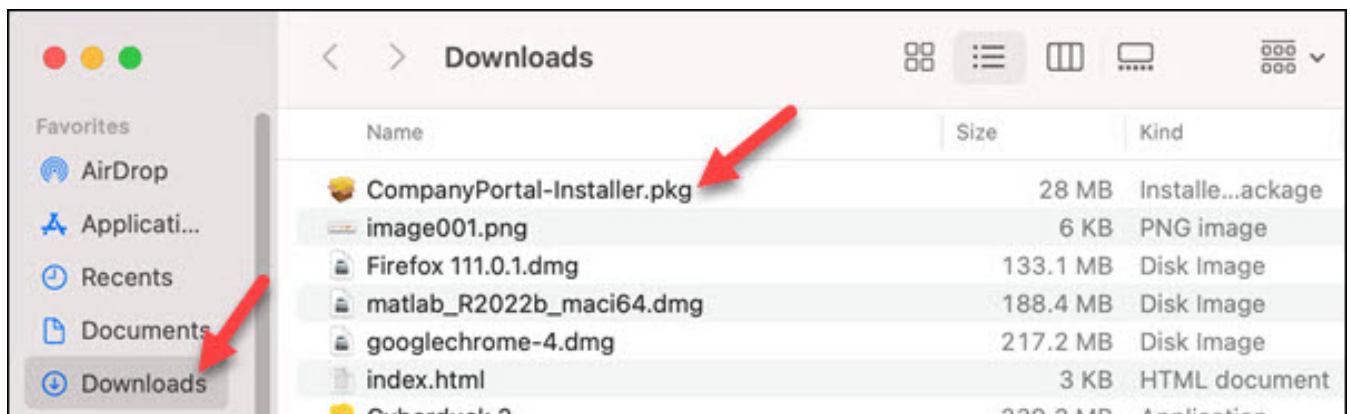 Downloads
Favorites
AirDrop
Applicati...
Recents
Documents
Downloads
Name Size Kind
CompanyPortal-Installer.pkg 28 MB Installe...ackage
image001.png 6 KB PNG image
Firefox 111.0.1.dmg 133.1 MB Disk Image
matlab_R2022b_maci64.dmg 188.4 MB Disk Image
googlechrome-4.dmg 217.2 MB Disk Image
index.html 3 KB HTML document